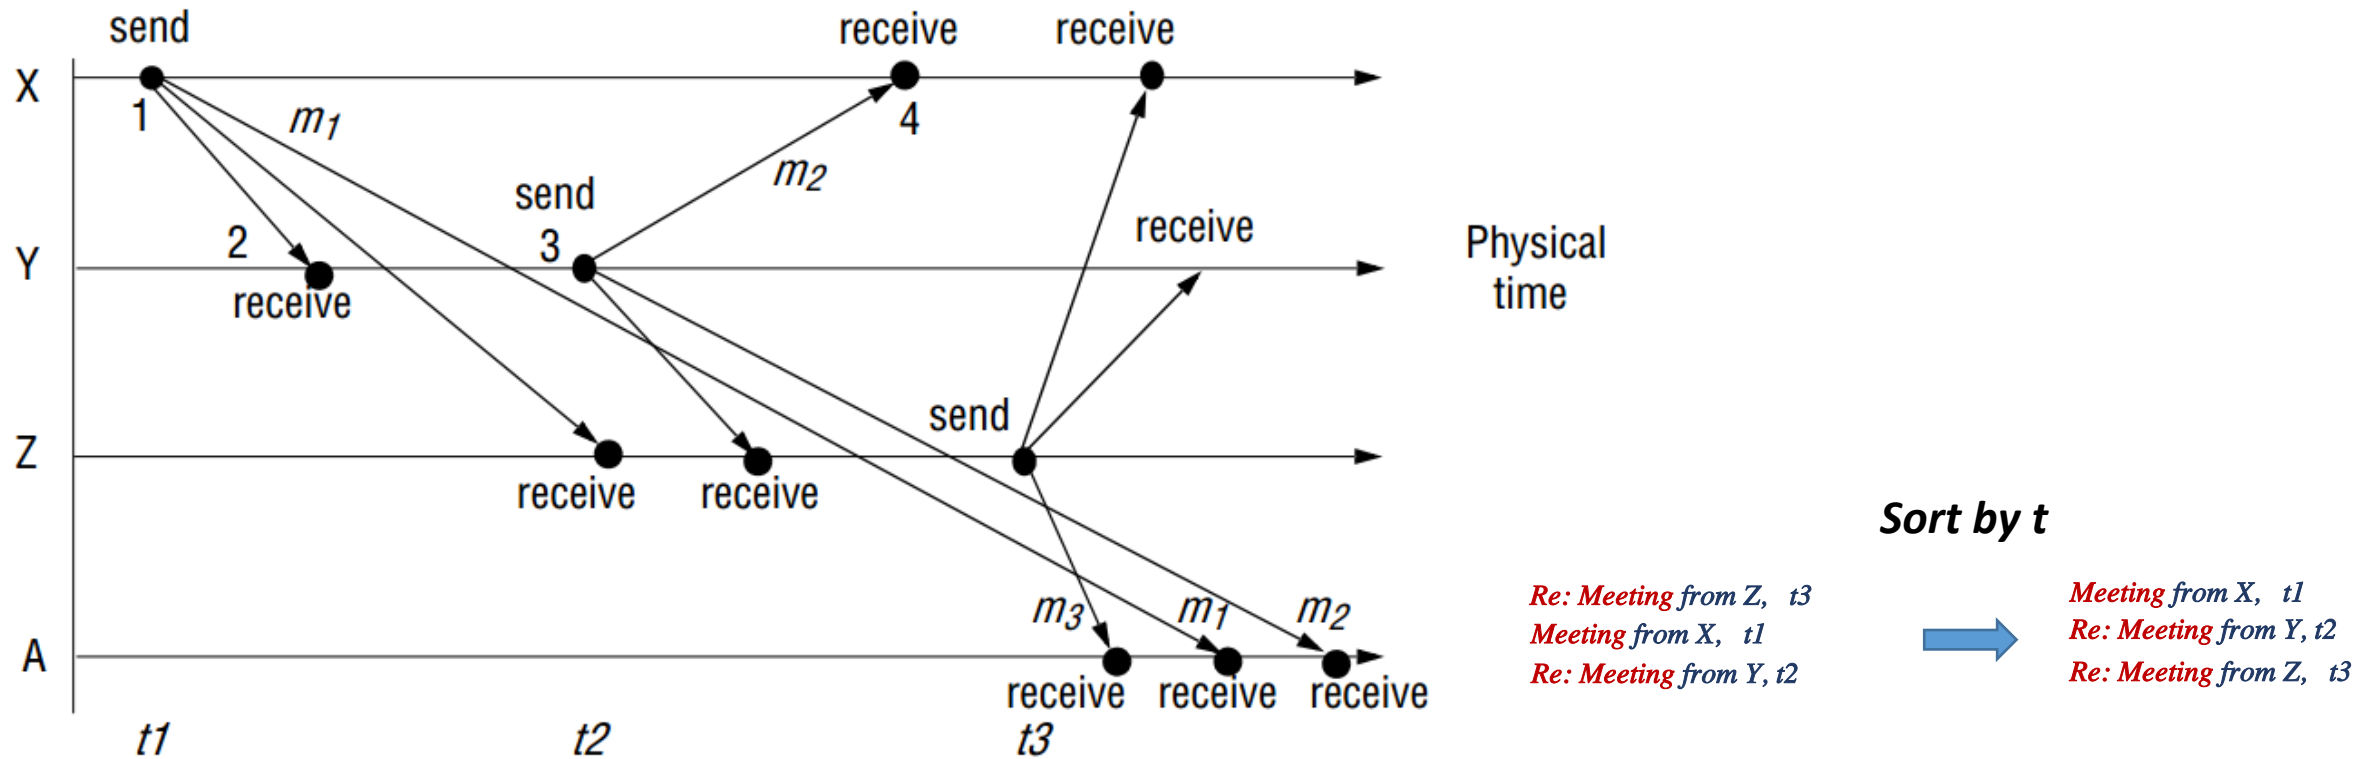 send
receive
receive
X
1
m1
4
m2
send
receive
2
3
Y
Physical
time
receive
send
Z
receive
receive
Sort by t
m3
m1
m2
Re: Meeting from Z, t3
Meeting from X, t1
Re: Meeting from Y, t2
Meeting from X, t1
Re: Meeting from Y, t2
Re: Meeting from Z, t3
A
receive
receive
receive
t1
t2
t3